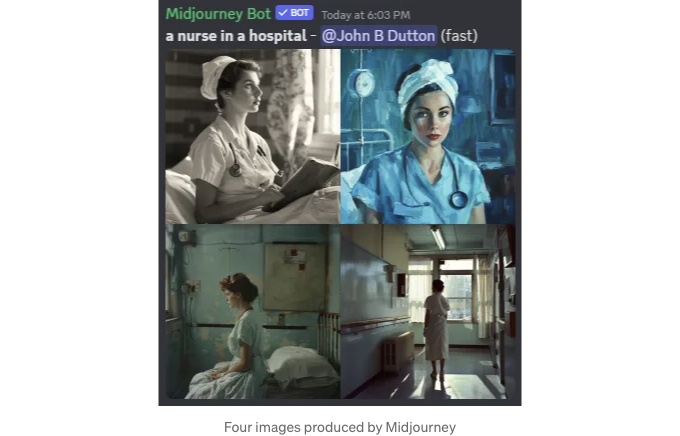 Midjourney Bot ✓ BOT Today at 6:03 PM
a nurse in a hospital - @John B Dutton (fast)
Four images produced by Midjourney